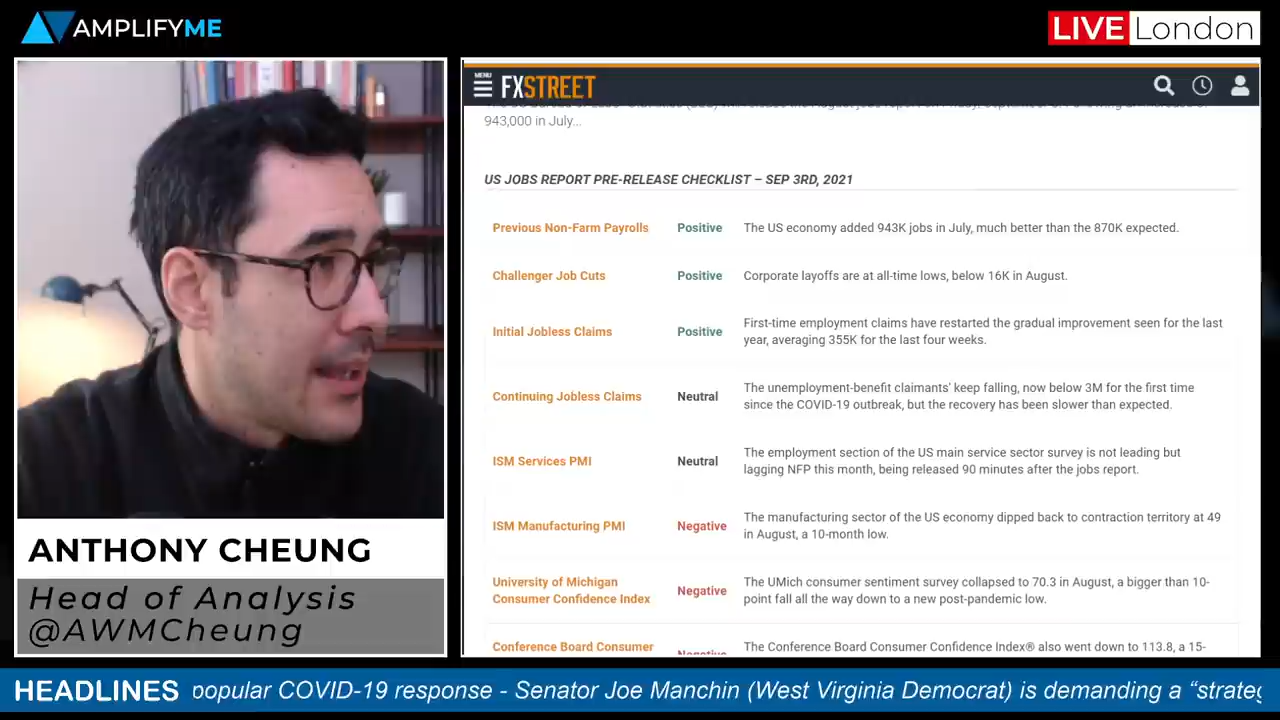 AMPLIFYME
LIVE London
MENU
FXSTREET
943,000 in July...
US JOBS REPORT PRE-RELEASE CHECKLIST – SEP 3RD, 2021
Previous Non-Farm Payrolls Positive The US economy added 943K jobs in July, much better than the 870K expected.
Challenger Job Cuts Positive Corporate layoffs are at all-time lows, below 16K in August.
Initial Jobless Claims Positive First-time employment claims have restarted the gradual improvement seen for the last
year, averaging 355K for the last four weeks.
Continuing Jobless Claims Neutral The unemployment-benefit claimants' keep falling, now below 3M for the first time
since the COVID-19 outbreak, but the recovery has been slower than expected.
ISM Services PMI Neutral The employment section of the US main service sector survey is not leading but
lagging NFP this month, being released 90 minutes after the jobs report.
ISM Manufacturing PMI Negative The manufacturing sector of the US economy dipped back to contraction territory at 49
in August, a 10-month low.
University of Michigan
Consumer Confidence Index Negative The UMich consumer sentiment survey collapsed to 70.3 in August, a bigger than 10-
point fall all the way down to a new post-pandemic low.
Conference Board Consumer Negative The Conference Board Consumer Confidence Index® also went down to 113.8, a 15-
ANTHONY CHEUNG
Head of Analysis
@AWMCheung
HEADLINES popular COVID-19 response - Senator Joe Manchin (West Virginia Democrat) is demanding a “strateg